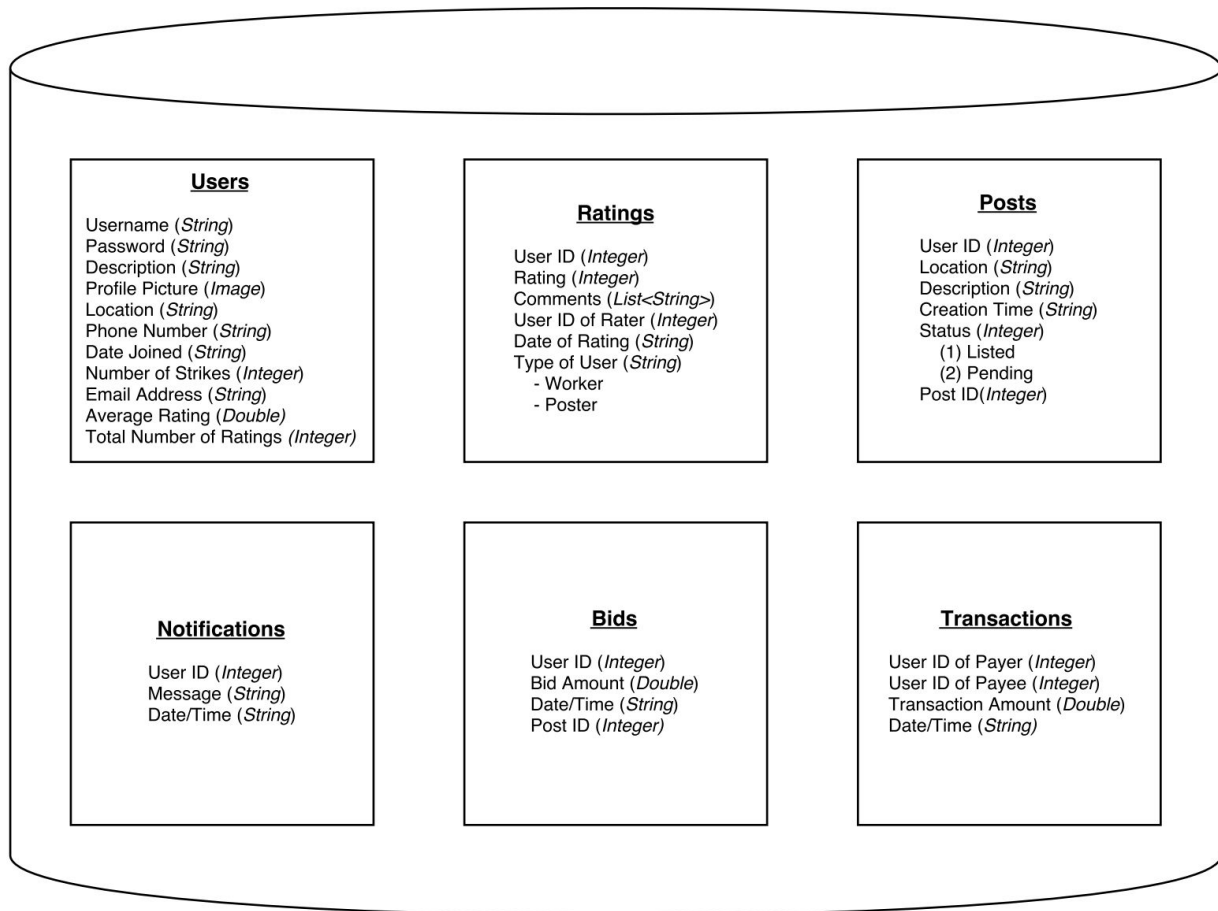 Users
Username (String)
Password (String)
Description (String)
Profile Picture (Image)
Location (String)
Phone Number (String)
Date Joined (String)
Number of Strikes (Integer)
Email Address (String)
Average Rating (Double)
Total Number of Ratings (Integer)
Ratings
User ID (Integer)
Rating (Integer)
Comments (List<String>)
User ID of Rater (Integer)
Date of Rating (String)
Type of User (String)
- Worker
- Poster
Posts
User ID (Integer)
Location (String)
Description (String)
Creation Time (String)
Status (Integer)
(1) Listed
(2) Pending
Post ID(Integer)
Notifications
User ID (Integer)
Message (String)
Date/Time (String)
Bids
User ID (Integer)
Bid Amount (Double)
Date/Time (String)
Post ID (Integer)
Transactions
User ID of Payer (Integer)
User ID of Payee (Integer)
Transaction Amount (Double)
Date/Time (String)